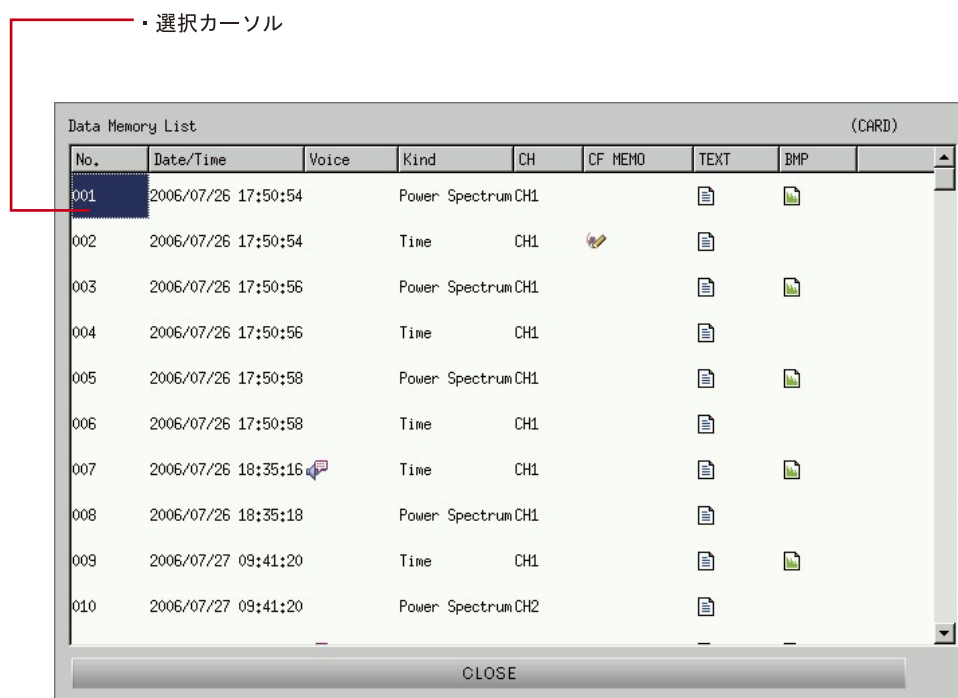 ・選択カーソル
Data Memory List (CARD)
No. Date/Time Voice Kind CH CF MEMO TEXT BMP
001 2006/07/26 17:50:54 Power Spectrum CH1
002 2006/07/26 17:50:54 Time CH1
003 2006/07/26 17:50:56 Power Spectrum CH1
004 2006/07/26 17:50:56 Time CH1
005 2006/07/26 17:50:58 Power Spectrum CH1
006 2006/07/26 17:50:58 Time CH1
007 2006/07/26 18:35:16 Time CH1
008 2006/07/26 18:35:18 Power Spectrum CH1
009 2006/07/27 09:41:20 Time CH1
010 2006/07/27 09:41:20 Power Spectrum CH2
CLOSE